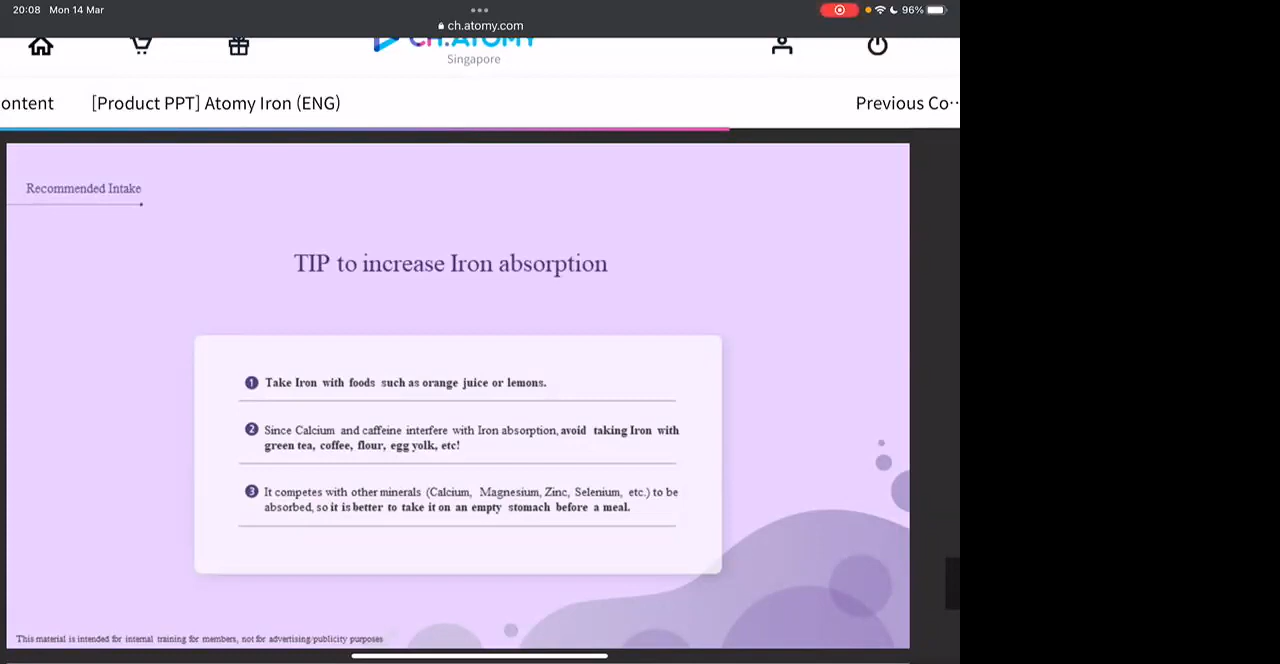 20:08 Mon 14 Mar
96%
ch.atomy.com
CH.ATOMY
Singapore
ontent
[Product PPT] Atomy Iron (ENG)
Previous Co··
Recommended Intake
TIP to increase Iron absorption
1 Take Iron with foods such as orange juice or lemons.
2 Since Calcium and caffeine interfere with Iron absorption, avoid taking Iron with
green tea, coffee, flour, egg yolk, etc!
3 It competes with other minerals (Calcium, Magnesium, Zinc, Selenium, etc.) to be
absorbed, so it is better to take it on an empty stomach before a meal.
This material is intended for internal training for members, not for advertising/publicity purposes